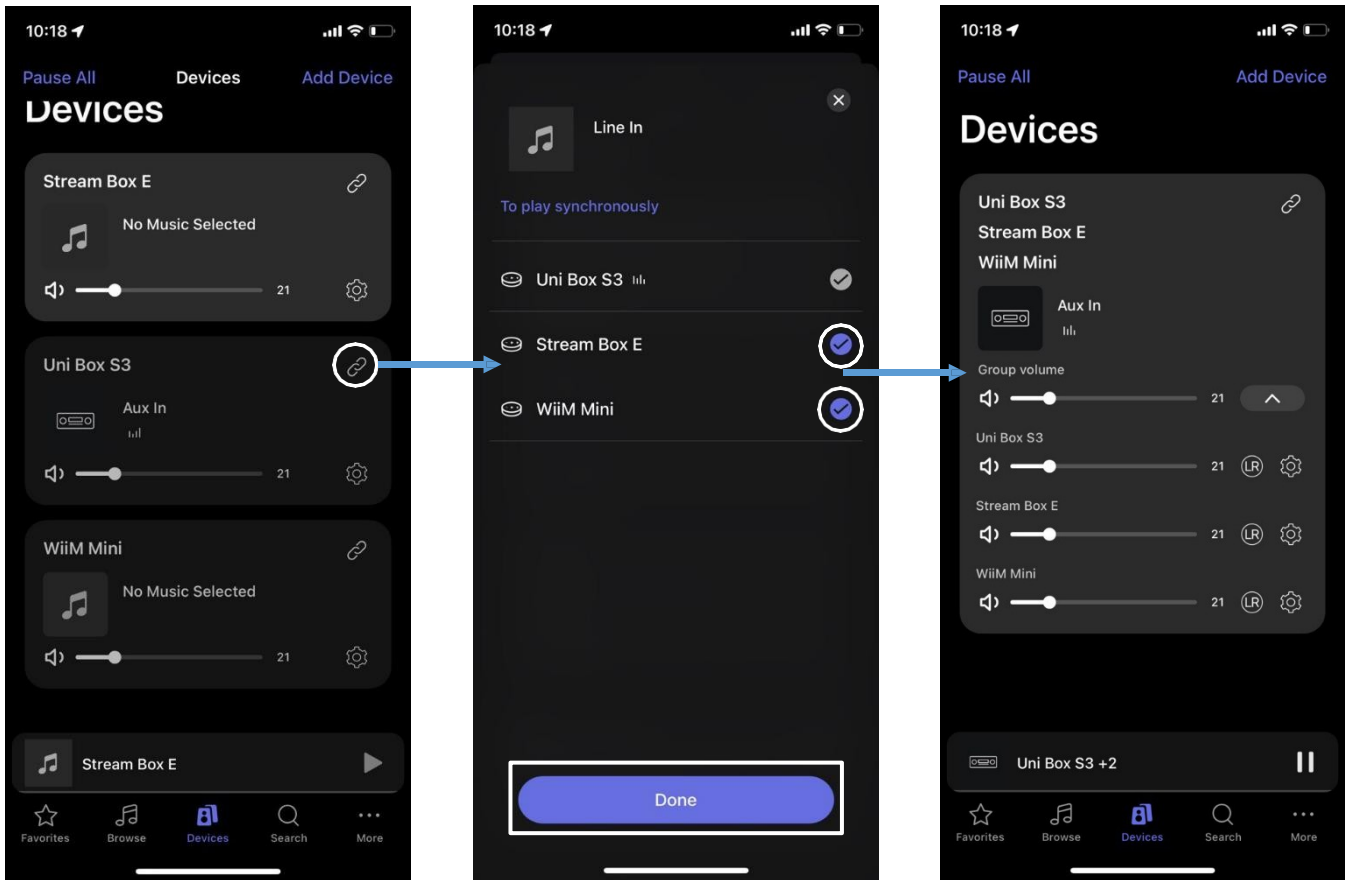 10:18
Pause All Devices Add Device
Devices
Stream Box E
No Music Selected
21
Uni Box S3
Aux In
21
WiiM Mini
No Music Selected
21
Stream Box E
Favorites Browse Devices Search More
10:18
Line In
To play synchronously
Uni Box S3
Stream Box E
WiiM Mini
Done
10:18
Pause All Add Device
Devices
Uni Box S3
Stream Box E
WiiM Mini
Aux In
Group volume
21
Uni Box S3
21 LR
Stream Box E
21 LR
WiiM Mini
21 LR
Uni Box S3 +2
Favorites Browse Devices Search More